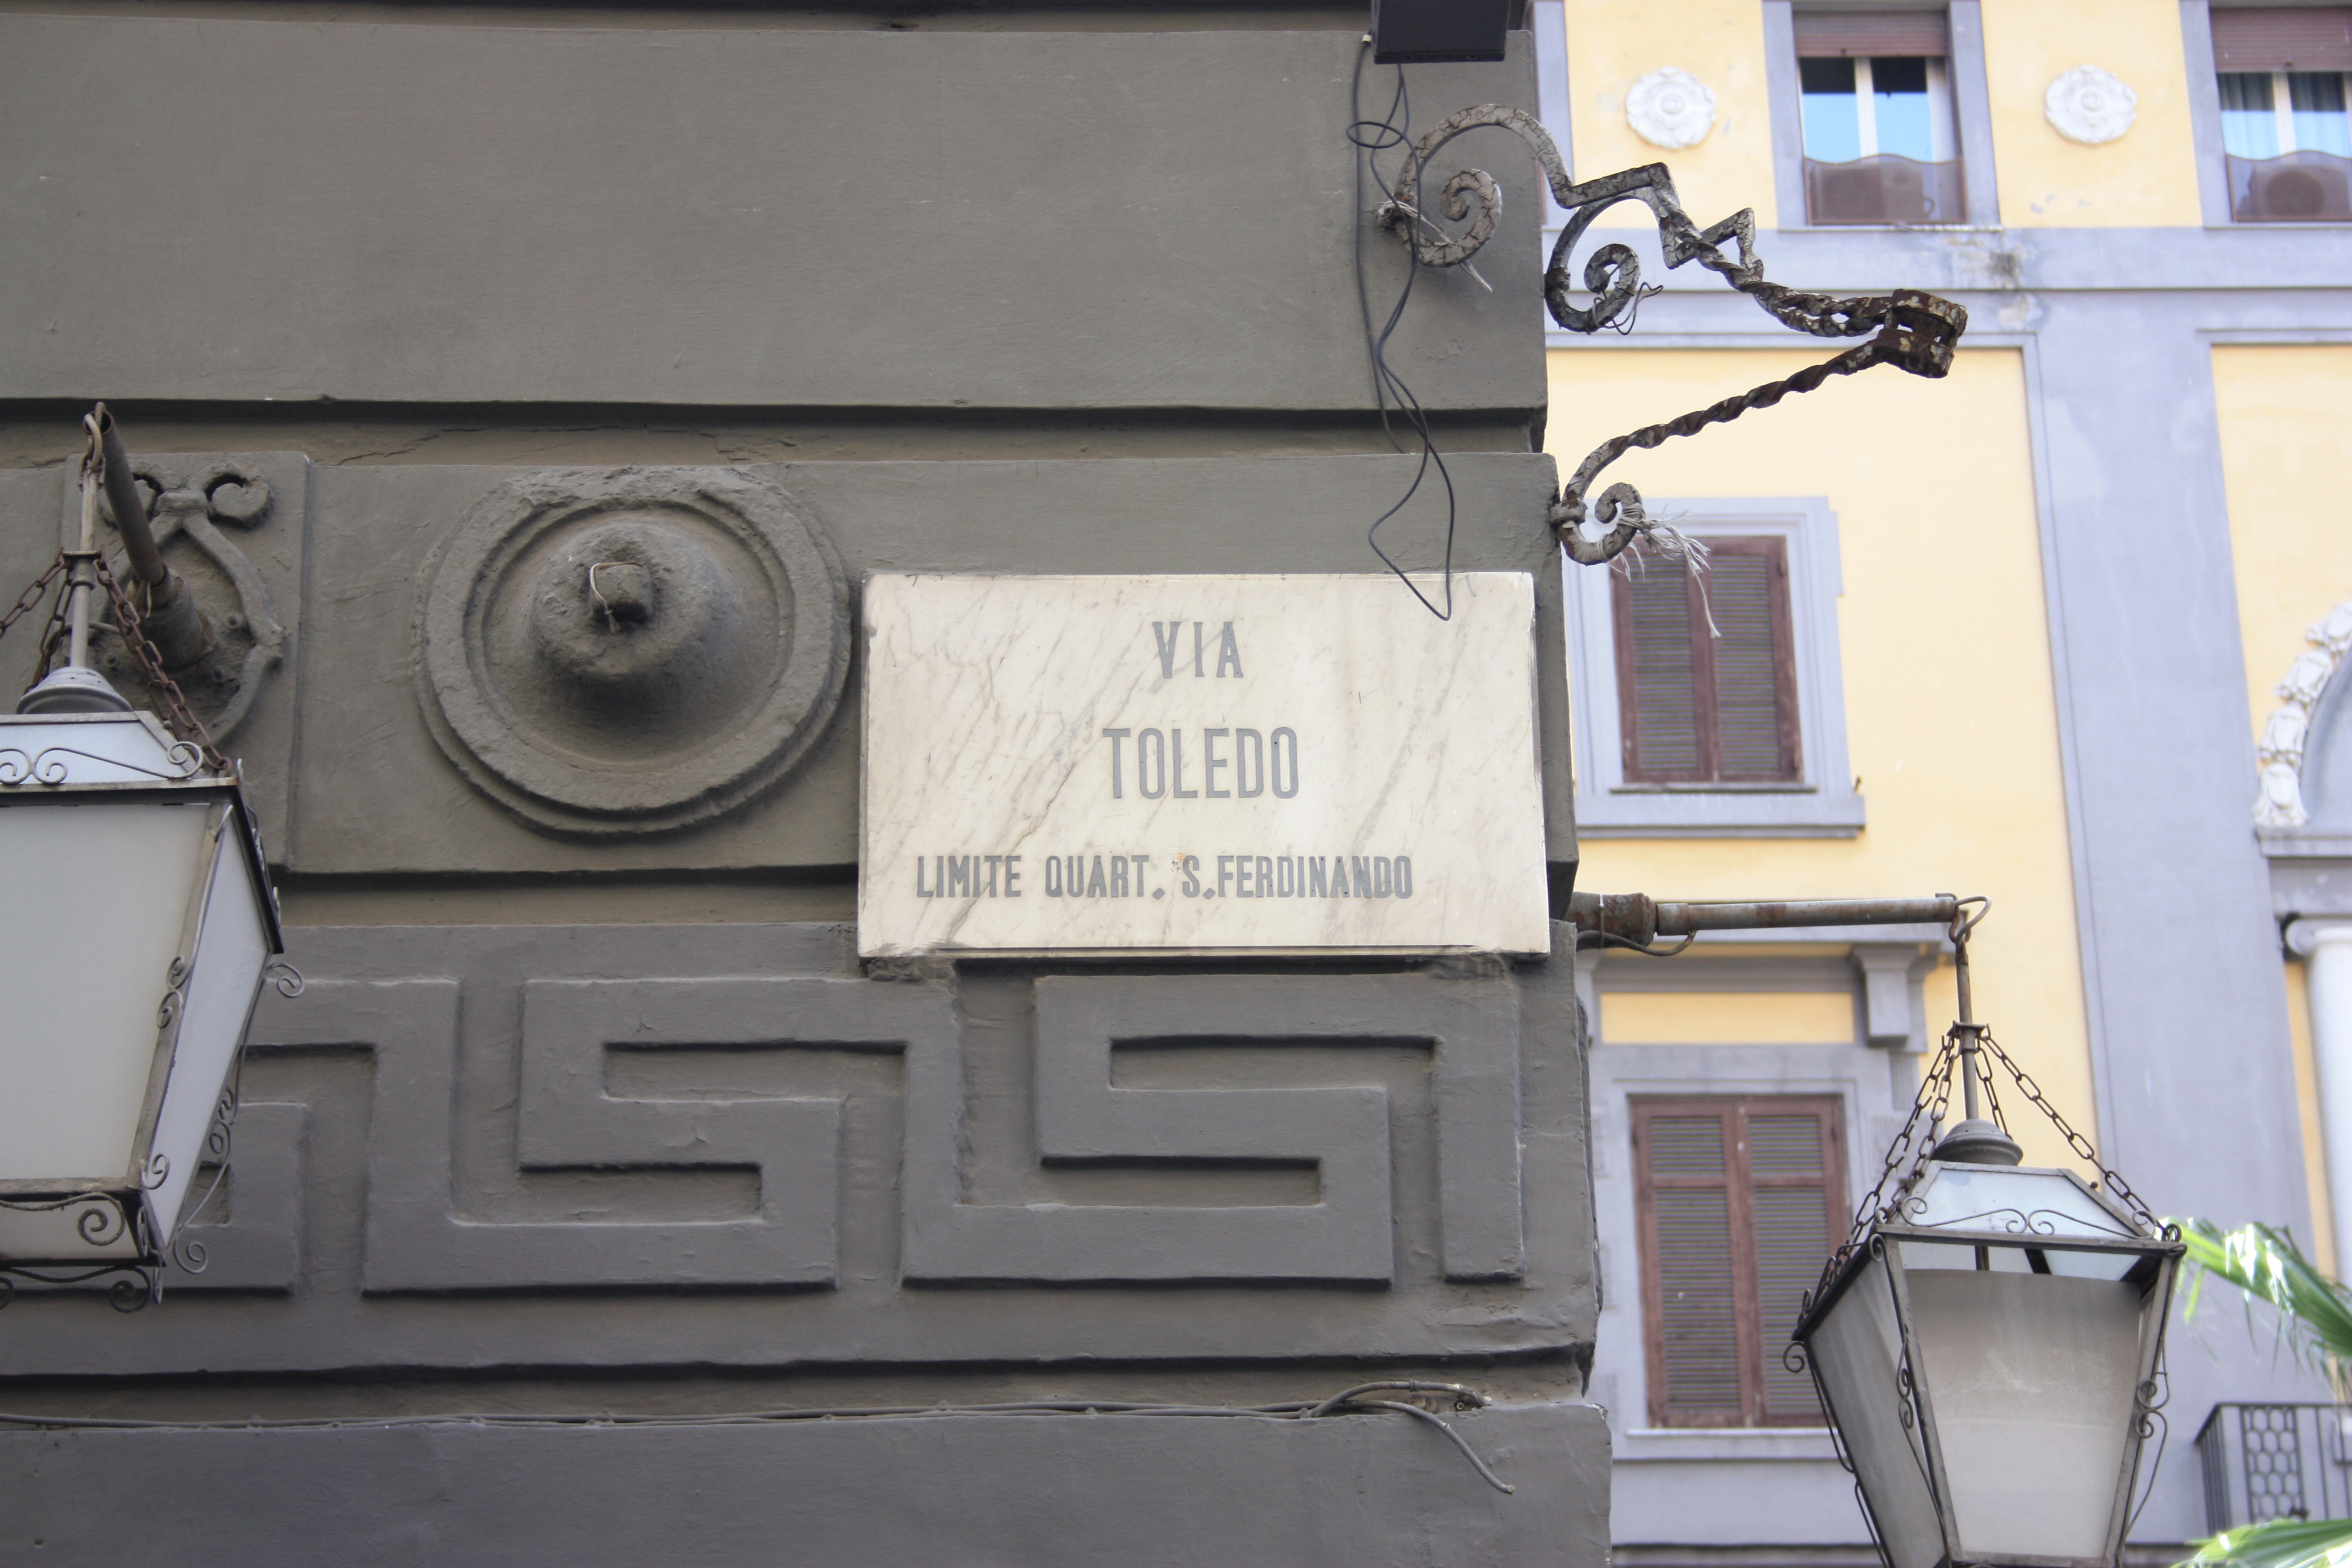 VIA
TOLEDO
LIMITE QUART. S.FERDINANDO